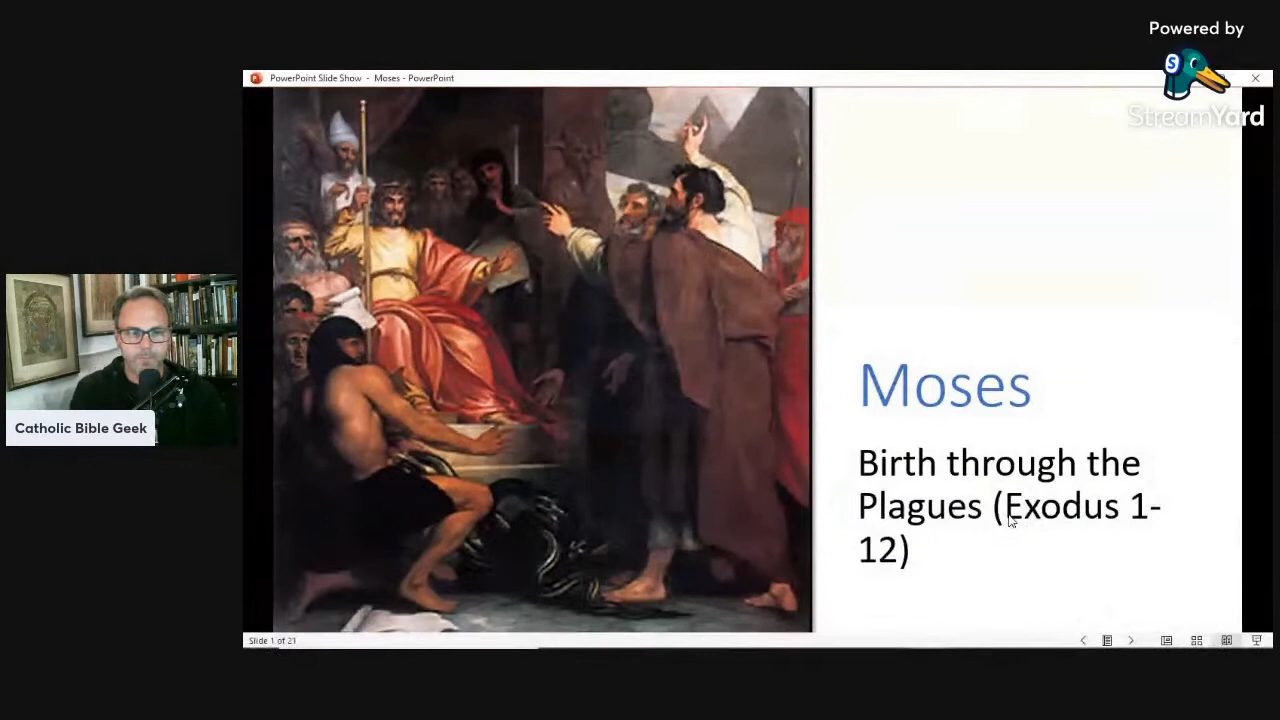 Powered by
StreamYard
PowerPoint Slide Show - Moses - PowerPoint
Moses
Birth through the
Plagues (Exodus 1-
12)
Catholic Bible Geek
Slide 1 of 21